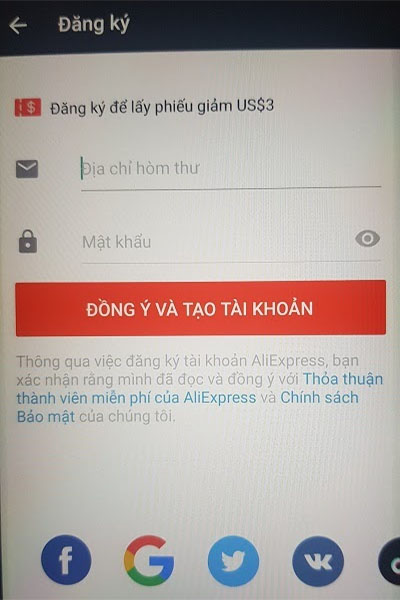 Đăng ký
$
Đăng ký để lấy phiếu giảm US$3
Địa chỉ hòm thư
Mật khẩu
ĐỒNG Ý VÀ TẠO TÀI KHOẢN
Thông qua việc đăng ký tài khoản AliExpress, bạn
xác nhận rằng mình đã đọc và đồng ý với Thỏa thuận
thành viên miễn phí của AliExpress và Chính sách
Bảo mật của chúng tôi.